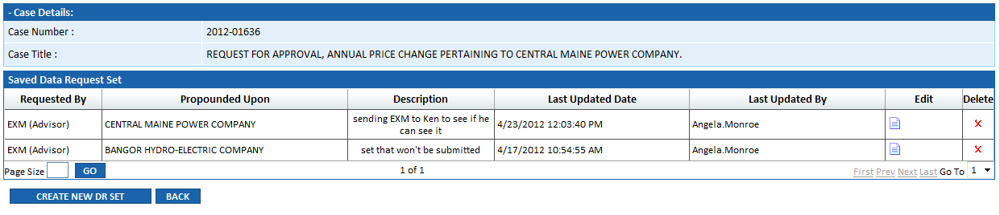 - Case Details:
Case Number : 2012-01636
Case Title : REQUEST FOR APPROVAL, ANNUAL PRICE CHANGE PERTAINING TO CENTRAL MAINE POWER COMPANY.
Saved Data Request Set
Requested By Propounded Upon Description Last Updated Date Last Updated By Edit Delete
EXM (Advisor) CENTRAL MAINE POWER COMPANY sending EXM to Ken to see if he can see it 4/23/2012 12:03:40 PM Angela.Monroe
EXM (Advisor) BANGOR HYDRO-ELECTRIC COMPANY set that won't be submitted 4/17/2012 10:54:55 AM Angela.Monroe
Page Size GO 1 of 1 First Prev Next Last Go To 1
CREATE NEW DR SET BACK